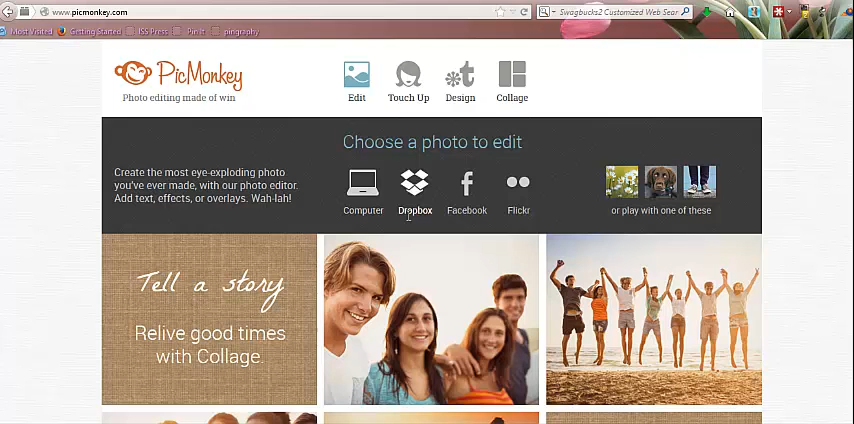 www.picmonkey.com
Swagbucks2 Customized Web Sear
Most Visited Getting Started ISS Press Pin It pingraphy
PicMonkey
Photo editing made of win
Edit Touch Up Design Collage
Choose a photo to edit
Create the most eye-exploding photo
you've ever made, with our photo editor.
Add text, effects, or overlays. Wah-lah!
Computer Dropbox Facebook Flickr
or play with one of these
Tell a story
Relive good times
with Collage.